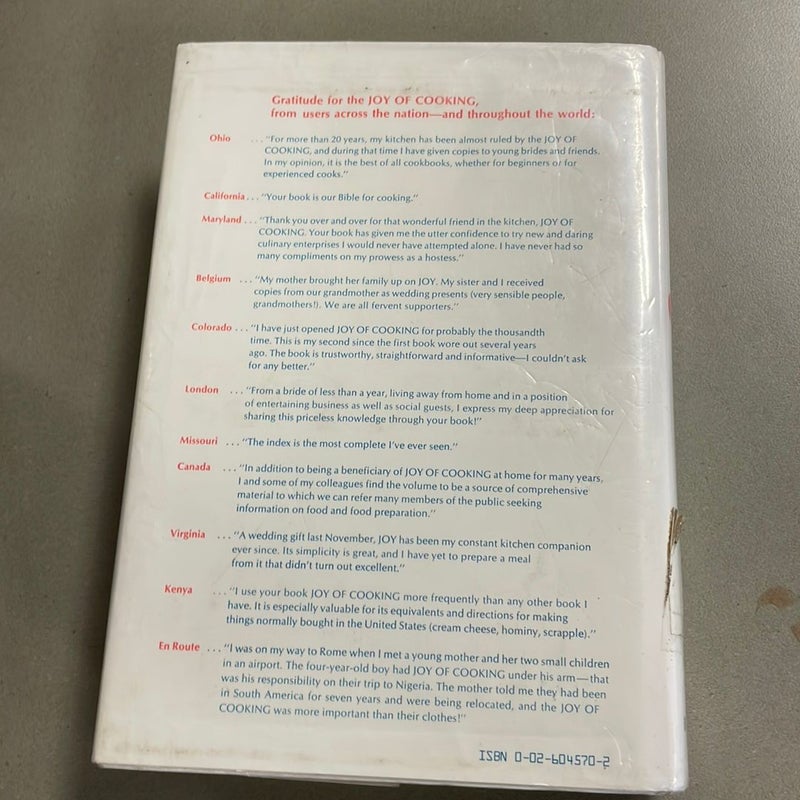 Gratitude for the JOY OF COOKING,
from users across the nation—and throughout the world:
Ohio ... "For more than 20 years, my kitchen has been almost ruled by the JOY OF
COOKING, and during that time I have given copies to young brides and friends.
In my opinion, it is the best of all cookbooks, whether for beginners or for
experienced cooks."
California ... "Your book is our Bible for cooking."
Maryland ... "Thank you over and over for that wonderful friend in the kitchen, JOY OF
COOKING. Your book has given me the utter confidence to try new and daring
culinary enterprises I would never have attempted alone. I have never had so
many compliments on my prowess as a hostess."
Belgium ... "My mother brought her family up on JOY. My sister and I received
copies from our grandmother as wedding presents (very sensible people,
grandmothers!). We are all fervent supporters."
Colorado ... "I have just opened JOY OF COOKING for probably the thousandth
time. This is my second since the first book wore out several years
ago. The book is trustworthy, straightforward and informative—I couldn't ask
for any better."
London ... "From a bride of less than a year, living away from home and in a position
of entertaining business as well as social guests, I express my deep appreciation for
sharing this priceless knowledge through your book!"
Missouri ... "The index is the most complete I've ever seen."
Canada ... "In addition to being a beneficiary of JOY OF COOKING at home for many years,
I and some of my colleagues find the volume to be a source of comprehensive
material to which we can refer many members of the public seeking
information on food and food preparation."
Virginia ... "A wedding gift last November, JOY has been my constant kitchen companion
ever since. Its simplicity is great, and I have yet to prepare a meal
from it that didn't turn out excellent."
Kenya ... "I use your book JOY OF COOKING more frequently than any other book I
have. It is especially valuable for its equivalents and directions for making
things normally bought in the United States (cream cheese, hominy, scrapple)."
En Route ... "I was on my way to Rome when I met a young mother and her two small children
in an airport. The four-year-old boy had JOY OF COOKING under his arm—that
was his responsibility on their trip to Nigeria. The mother told me they had been
in South America for seven years and were being relocated, and the JOY OF
COOKING was more important than their clothes!"
ISBN 0-02-604570-2